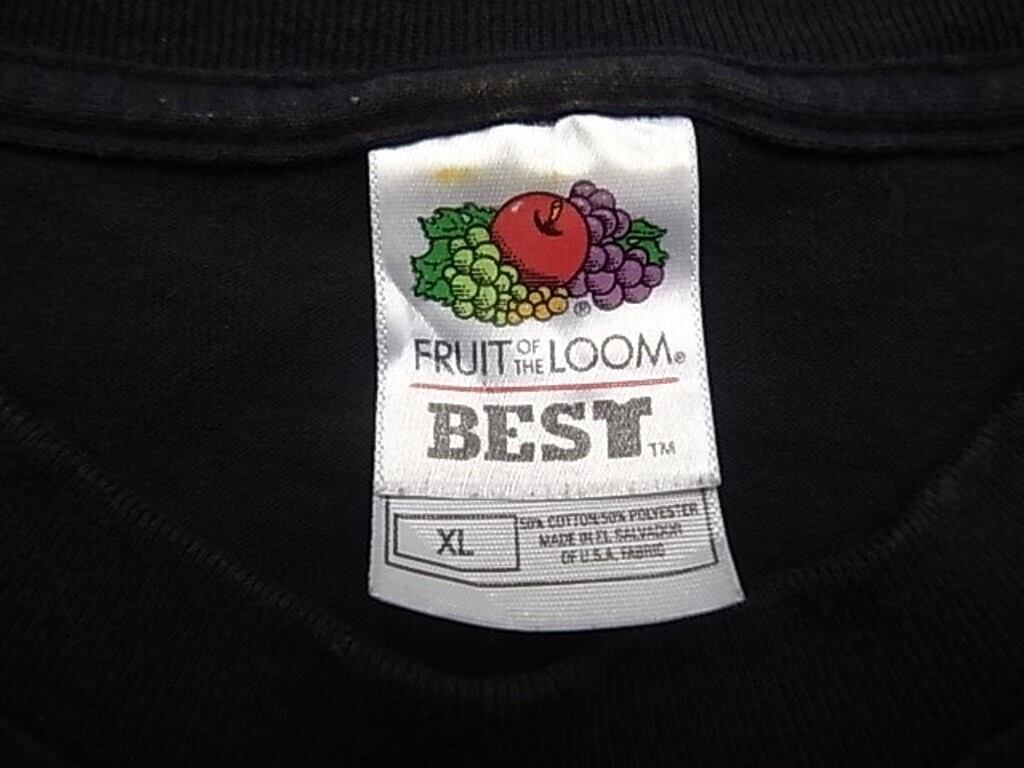 ®
FRUIT OF THE LOOM®
BEST™
XL
50% COTTON/50% POLYESTER
MADE IN EL SALVADOR
OF U.S.A. FABRIC